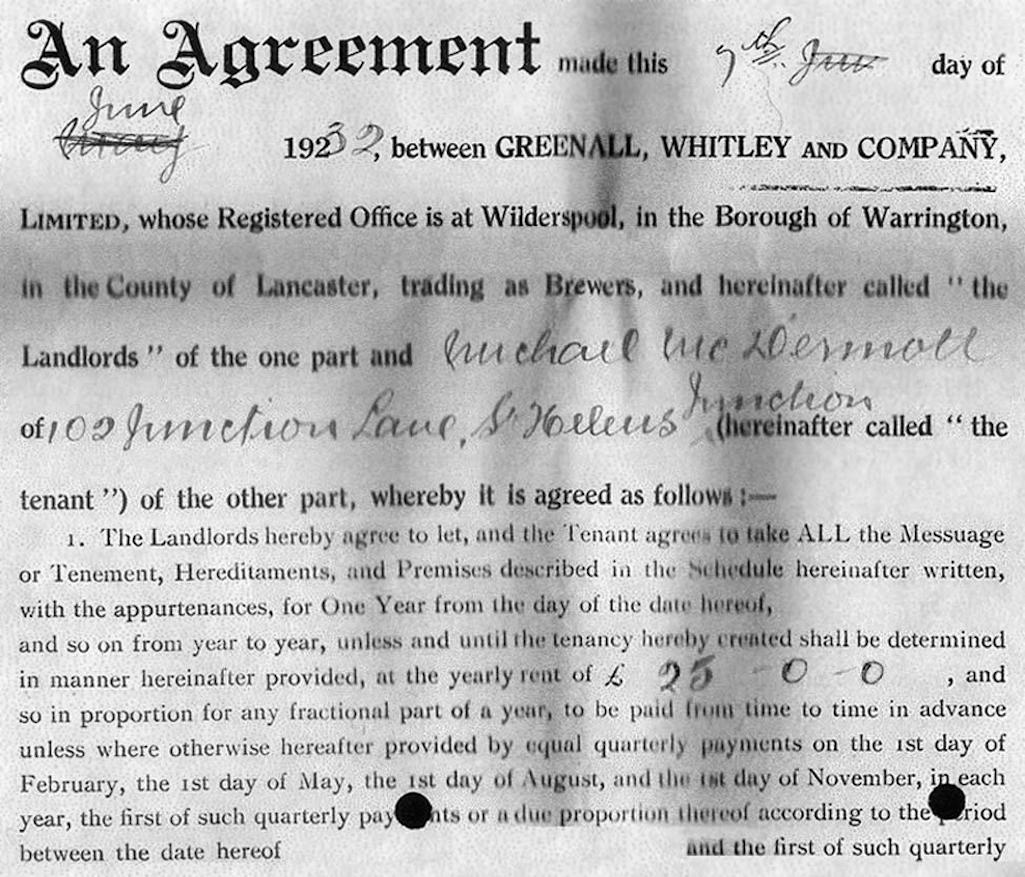 An Agreement made this 7th. June day of
June
19232, between GREENALL, WHITLEY AND COMPANY,
LIMITED, whose Registered Office is at Wilderspool, in the Borough of Warrington,
in the County of Lancaster, trading as Brewers, and hereinafter called "the
Landlords" of the one part and Michael McDermott
of 102 Junction Lane, St Helens Junction (hereinafter called "the
tenant") of the other part, whereby it is agreed as follows:—
1. The Landlords hereby agree to let, and the Tenant agrees to take ALL the Messuage
or Tenement, Hereditaments, and Premises described in the Schedule hereinafter written,
with the appurtenances, for One Year from the day of the date hereof,
and so on from year to year, unless and until the tenancy hereby created shall be determined
in manner hereinafter provided, at the yearly rent of £ 25-0-0, and
so in proportion for any fractional part of a year, to be paid from time to time in advance
unless where otherwise hereafter provided by equal quarterly payments on the 1st day of
February, the 1st day of May, the 1st day of August, and the 1st day of November, in each
year, the first of such quarterly payments or a due proportion thereof according to the period
between the date hereof and the first of such quarterly